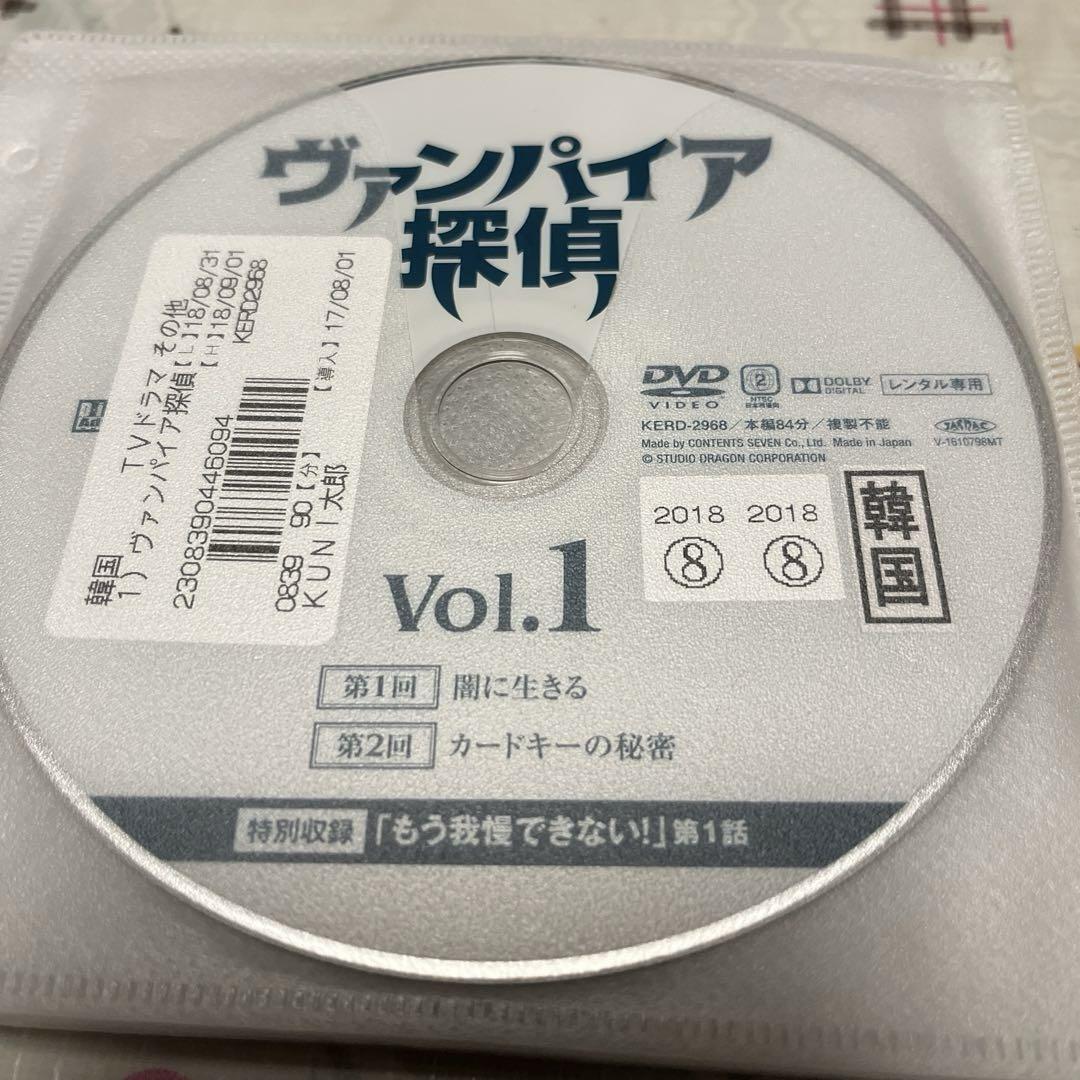 ヴァンパイア
探偵
韓国
TVドラマ その他
1) ヴァンパイア探偵
【L】18/08/31
【H】18/09/01
KERD2968
2308390446094
【導入】17/08/01
0839 90【分】
KUN|太郎
DVD
VIDEO
2
NTSC
日本市場向
DOLBY
DIGITAL
レンタル専用
KERD-2968／本編84分／複製不能
Made by CONTENTS SEVEN Co., Ltd. Made in Japan
© STUDIO DRAGON CORPORATION
JASRAC
V-1610798MT
2018 2018
8 8
韓国
Vol.1
第1回 闇に生きる
第2回 カードキーの秘密
特別収録 「もう我慢できない!」第1話